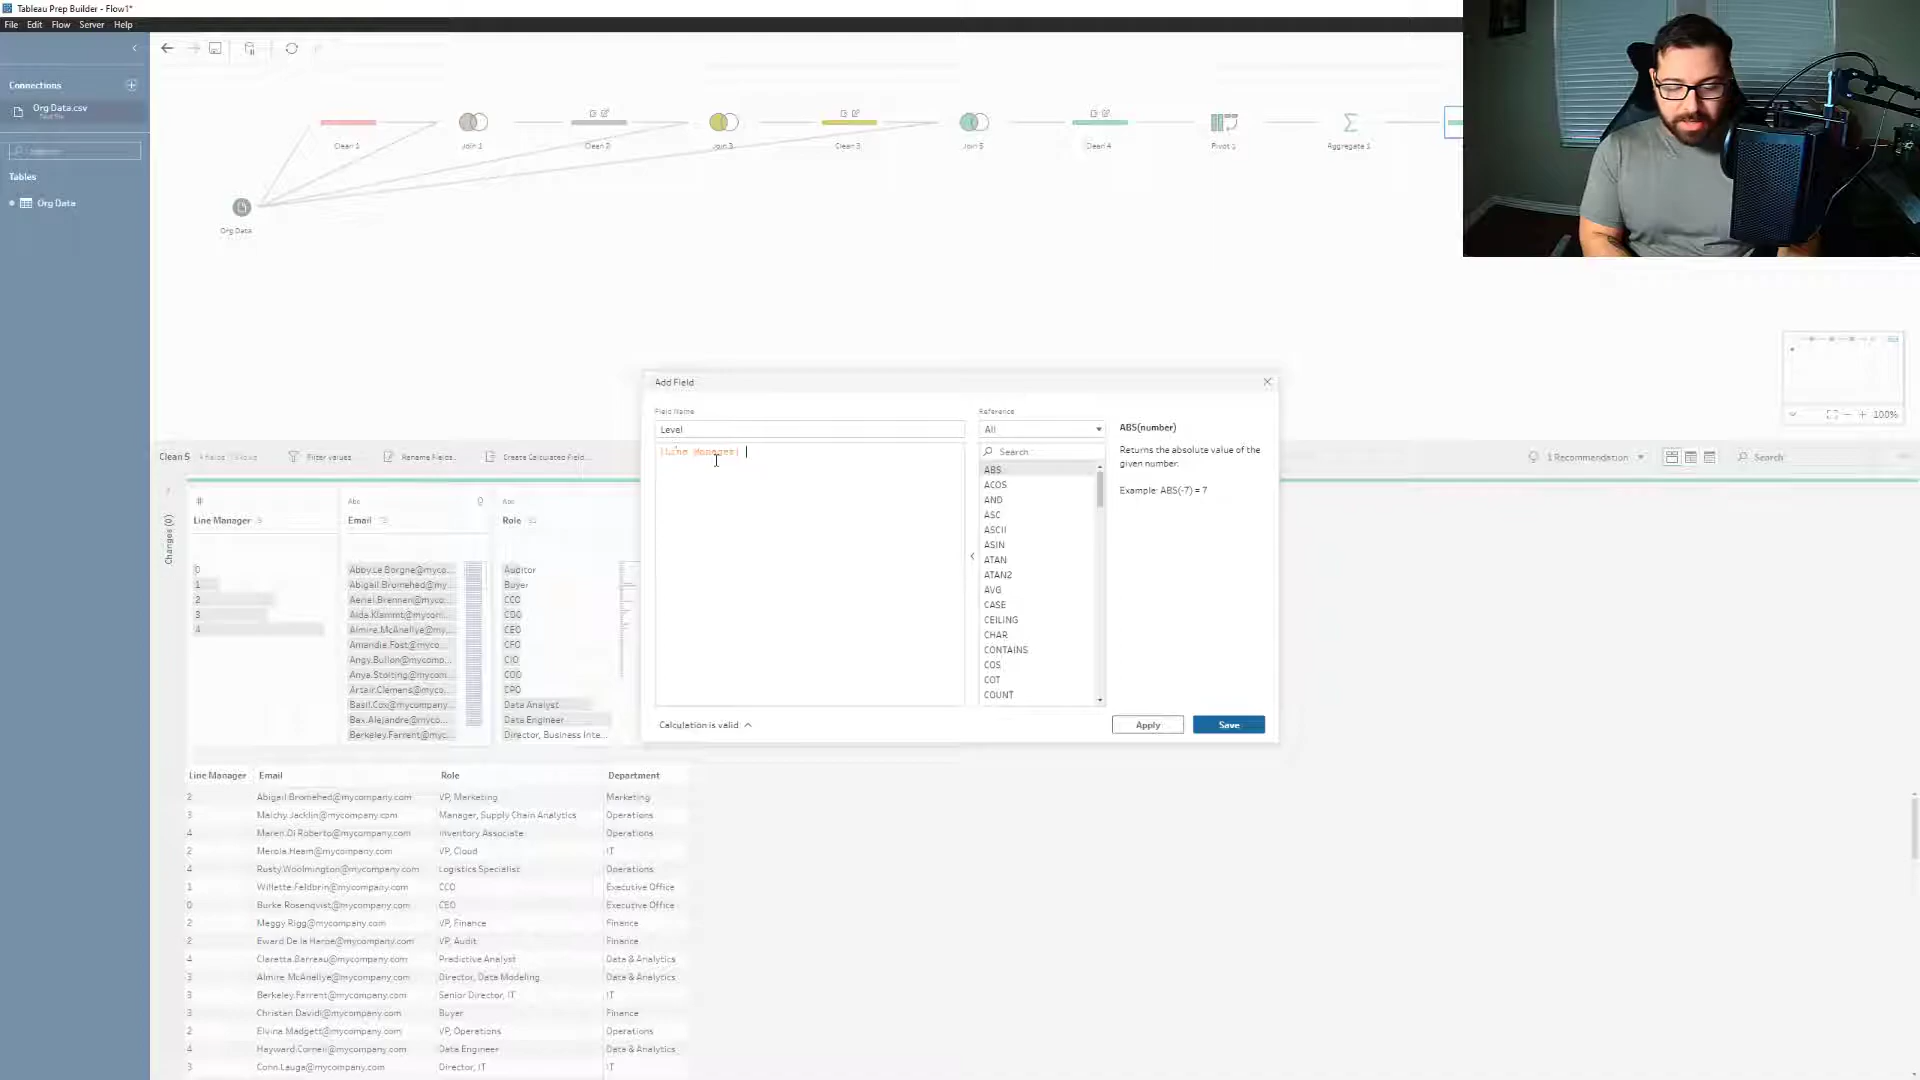 Tableau Prep Builder - Flow1*
File Edit Flow Server Help
Connections
Org Data.csv
Tables
Org Data
Org Data
Clean 1
Join 1
Clean 2
Clean 3
Join 5
Clean 4
Pivot 1
Aggregate 1
100%
Add Field
Field Name
Level
[Line Manager]
Calculation is valid
Reference
All
Search
ABS
ACOS
AND
ASC
ASCII
ASIN
ATAN
ATAN2
AVG
CASE
CEILING
CHAR
CONTAINS
COS
COT
COUNT
ABS(number)
Returns the absolute value of the
given number.
Example: ABS(-7) = 7
Apply
Save
Clean 5
Filter values...
Rename Fields...
Create Calculated Field...
1 Recommendation
Search
Changes (0)
#
Line Manager 5
0
1
2
3
4
Abc
Email
Abby.Le Borgne@myco...
Abigail.Bromehed@my...
Aeriel.Brennen@myco...
Aida.Klammt@mycom...
Almire.McAnellye@my...
Amandie.Fost@myco...
Angy.Bullon@mycomp...
Anya.Stolting@mycom...
Artair.Clemens@myco...
Basil.Cox@mycompany...
Bax.Alejandre@mycom...
Berkeley.Farrent@myc...
Abc
Role
Auditor
Buyer
CCO
CDO
CEO
CFO
CIO
COO
CPO
Data Analyst
Data Engineer
Director, Business Inte...
Line Manager Email Role Department
2 Abigail.Bromehed@mycompany.com VP, Marketing Marketing
3 Malchy.Jacklin@mycompany.com Manager, Supply Chain Analytics Operations
4 Maren.Di Roberto@mycompany.com Inventory Associate Operations
2 Merola.Hearn@mycompany.com VP, Cloud IT
4 Rusty.Woolmington@mycompany.com Logistics Specialist Operations
1 Willette.Feldbrin@mycompany.com CCO Executive Office
0 Burke.Rosenqvist@mycompany.com CEO Executive Office
2 Meggy.Rigg@mycompany.com VP, Finance Finance
2 Eward.De la Harpe@mycompany.com VP, Audit Finance
4 Claretta.Barreau@mycompany.com Predictive Analyst Data & Analytics
3 Almire.McAnellye@mycompany.com Director, Data Modeling Data & Analytics
3 Berkeley.Farrent@mycompany.com Senior Director, IT IT
3 Christan.Davidi@mycompany.com Buyer Finance
2 Elvina.Madgett@mycompany.com VP, Operations Operations
4 Hayward.Cornell@mycompany.com Data Engineer Data & Analytics
3 Conn.Lauga@mycompany.com Director, IT IT